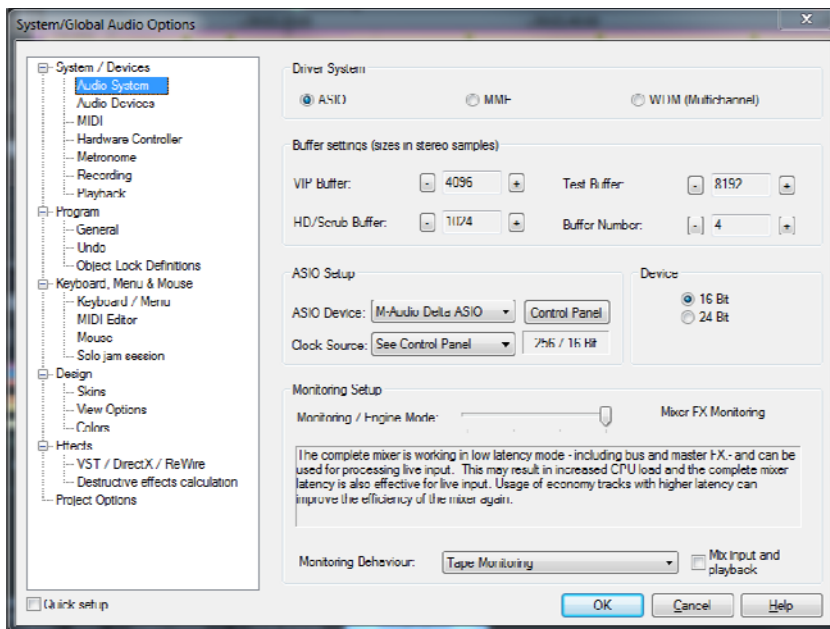 System/Global Audio Options
System / Devices
Audio System
Audio Devices
MIDI
Hardware Controller
Metronome
Recording
Playback
Program
General
Undo
Object Lock Definitions
Keyboard, Menu & Mouse
Keyboard / Menu
MIDI Editor
Mouse
Solo jam session
Design
Skins
View Options
Colors
Effects
VST / DirectX / ReWire
Destructive effects calculation
Project Options
Quick setup
Driver System
ASIO MME WDM (Multichannel)
Buffer settings (sizes in stereo samples)
VIP Buffer: - 4096 + Test Buffer: - 8192 +
HD/Scrub Buffer: - 1024 + Buffer Number: - 4 +
ASIO Setup
ASIO Device: M-Audio Delta ASIO Control Panel
Clock Source: See Control Panel 256 / 16 Bit
Device
16 Bit
24 Bit
Monitoring Setup
Monitoring / Engine Mode: Mixer FX Monitoring
The complete mixer is working in low latency mode - including bus and master FX.- and can be
used for processing live input. This may result in increased CPU load and the complete mixer
latency is also effective for live input. Usage of economy tracks with higher latency can
improve the efficiency of the mixer again.
Monitoring Behaviour: Tape Monitoring
Mix input and
playback
OK Cancel Help